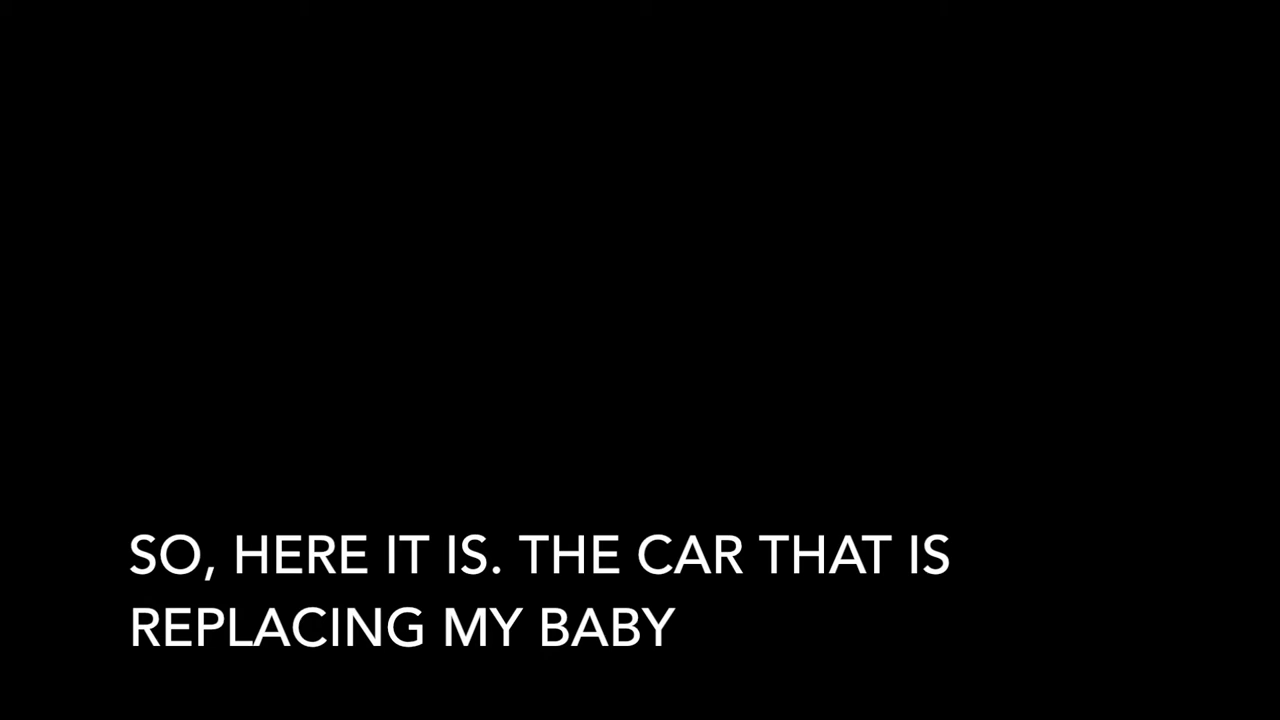 SO, HERE IT IS. THE CAR THAT IS
REPLACING MY BABY